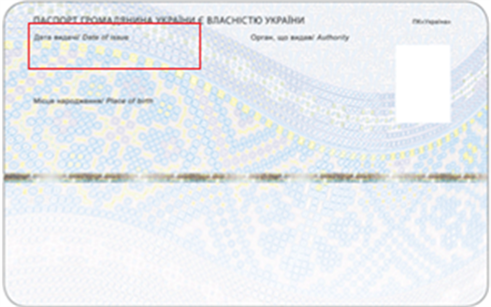 ПАСПОРТ ГРОМАДЯНИНА УКРАЇНИ Є ВЛАСНІСТЮ УКРАЇНИ
Дата видачі/ Date of issue
Орган, що видав/ Authority
Місце народження/ Place of birth